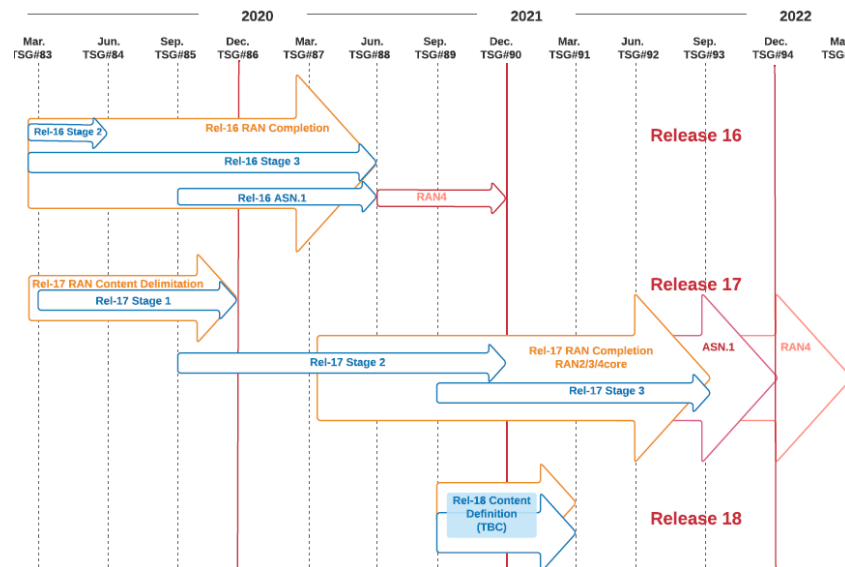 2020 2021 2022
Mar. Jun. Sep. Dec. Mar. Jun. Sep. Dec. Mar. Jun. Sep. Dec.
TSG#83 TSG#84 TSG#85 TSG#86 TSG#87 TSG#88 TSG#89 TSG#90 TSG#91 TSG#92 TSG#93 TSG#94
Rel-16 RAN Completion
Rel-16 Stage 2
Release 16
Rel-16 Stage 3
Rel-16 ASN.1
RAN4
Rel-17 RAN Content Delimitation
Release 17
Rel-17 Stage 1
Rel-17 Stage 2
Rel-17 RAN Completion
RAN2/3/4core
ASN.1
RAN4
Rel-17 Stage 3
Rel-18 Content
Definition
(TBC)
Release 18